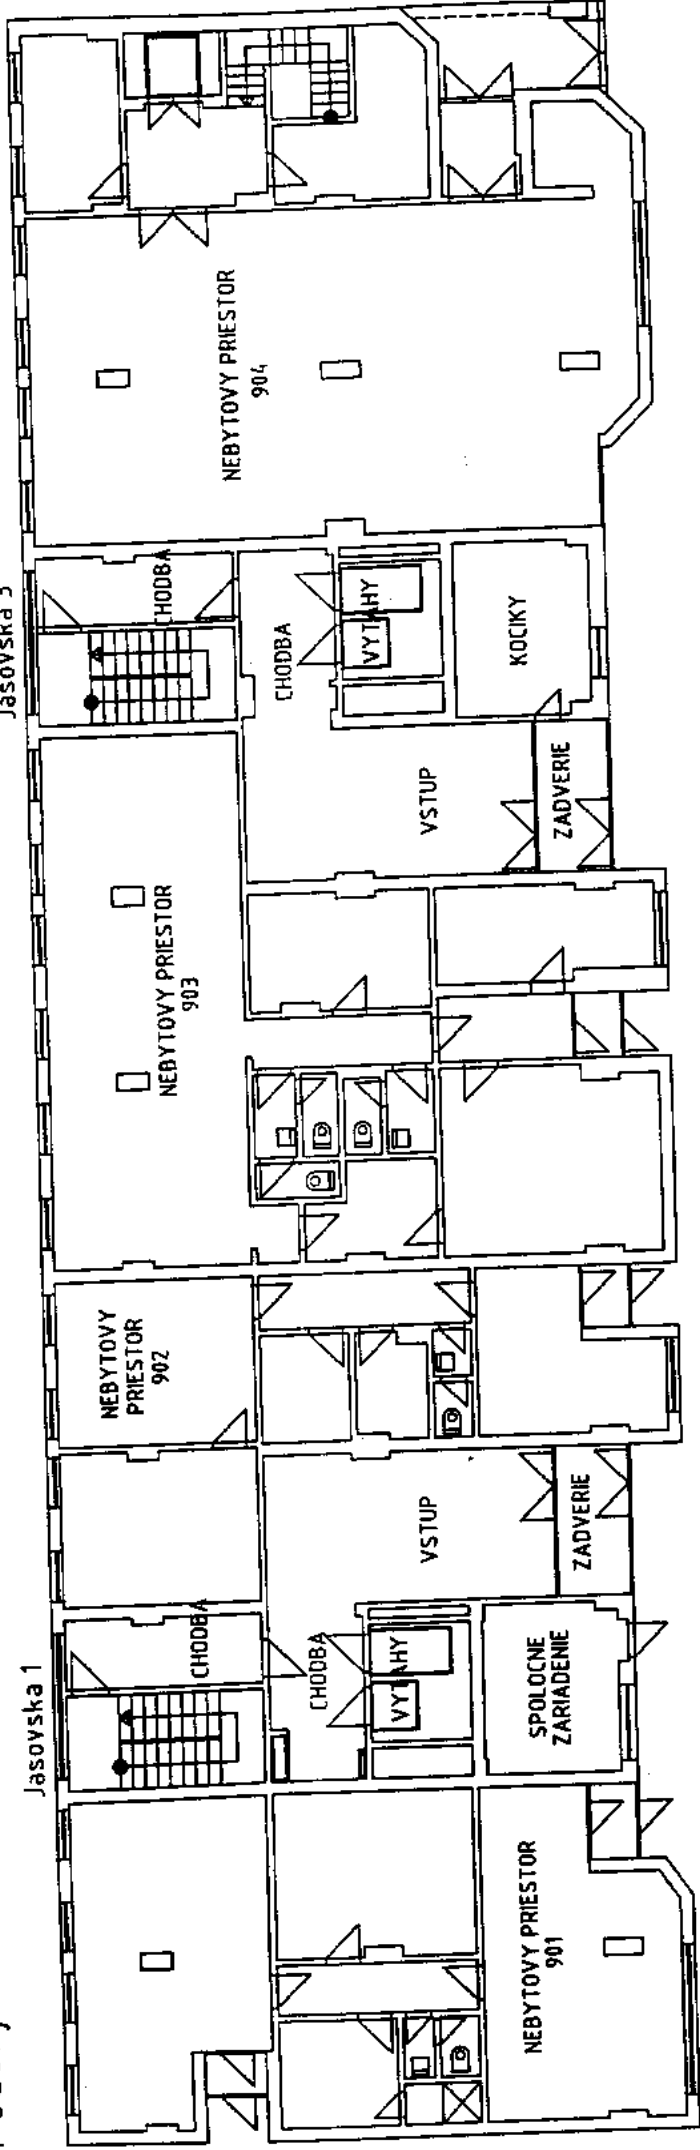 Jasovska 3
NEBYTOVY PRIESTOR
904
CHODBA
CHODBA
VYTAHY
KOCIKY
VSTUP
ZADVERIE
NEBYTOVY PRIESTOR
903
NEBYTOVY
PRIESTOR
902
VSTUP
ZADVERIE
Jasovska 1
CHODBA
CHODBA
VYTAHY
SPOLOCNE
ZARIADENIE
NEBYTOVY PRIESTOR
901